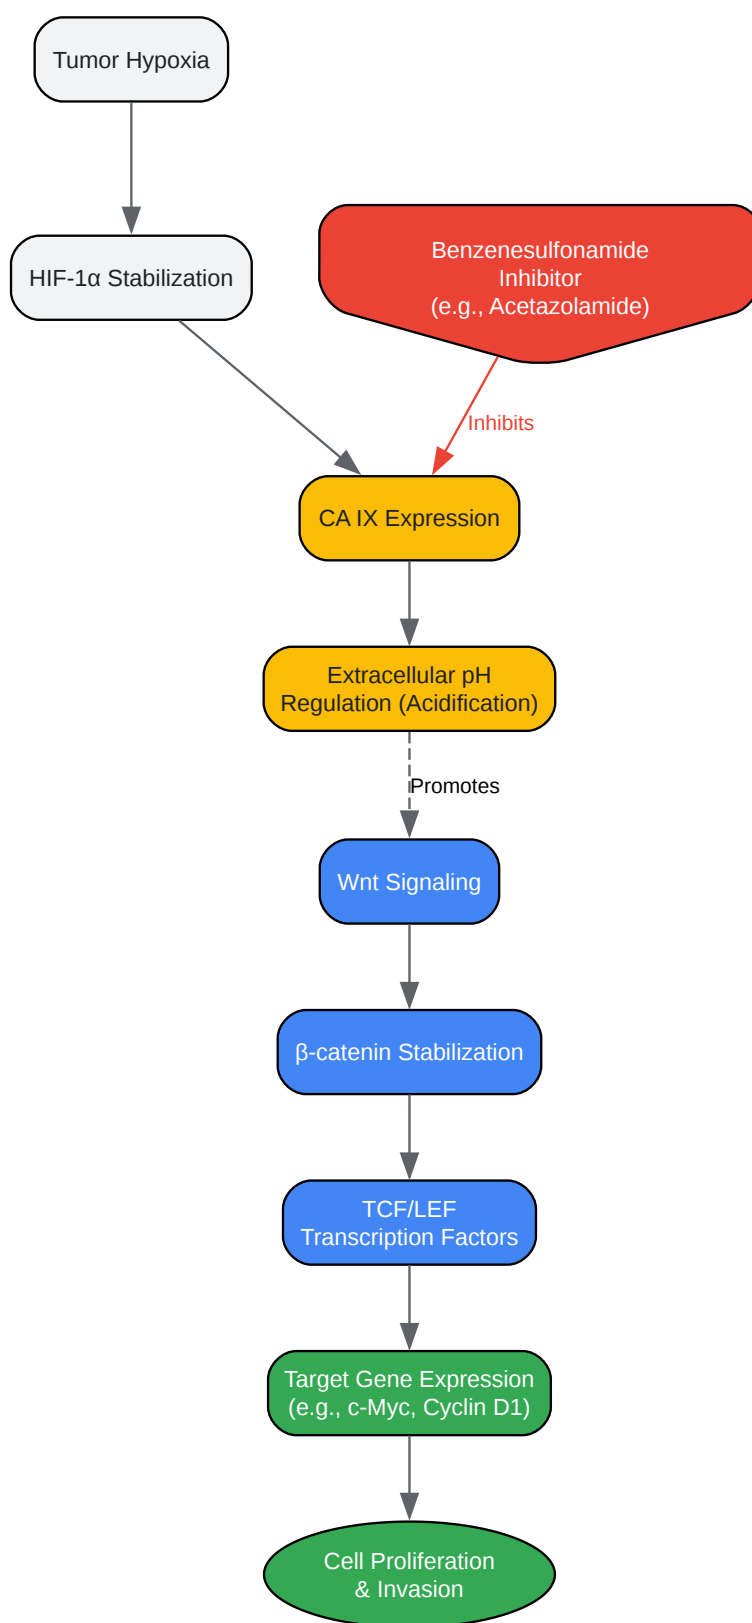 Tumor Hypoxia
HIF-1α Stabilization
Benzenesulfonamide
Inhibitor
(e.g., Acetazolamide)
Inhibits
CA IX Expression
Extracellular pH
Regulation (Acidification)
Promotes
Wnt Signaling
β-catenin Stabilization
TCF/LEF
Transcription Factors
Target Gene Expression
(e.g., c-Myc, Cyclin D1)
Cell Proliferation
& Invasion